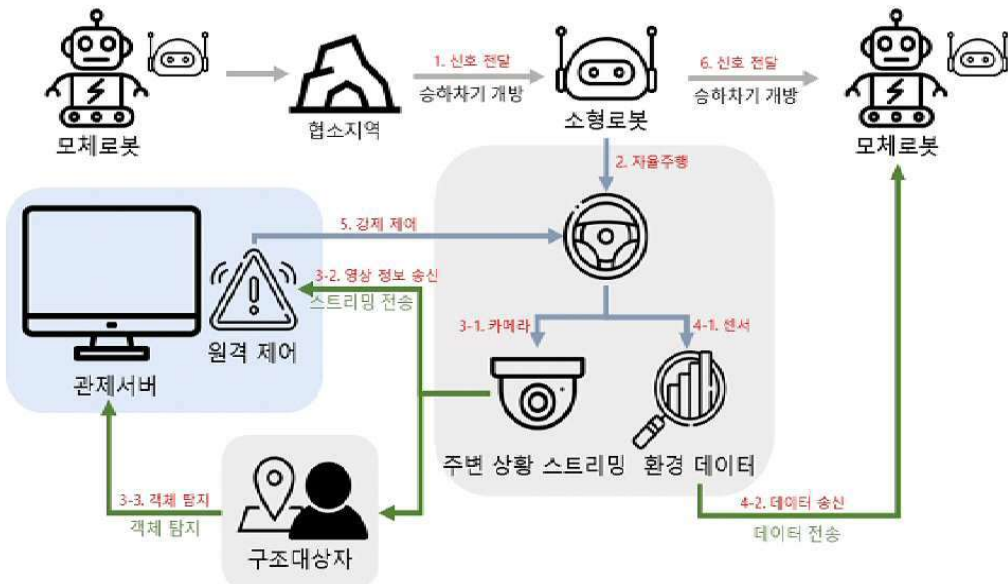 1. 신호 전달
승하차기 개방
6. 신호 전달
승하차기 개방
모체로봇
협소지역
소형로봇
모체로봇
2. 자율주행
5. 강제 제어
3-2. 영상 정보 송신
스트리밍 전송
3-1. 카메라
4-1. 센서
원격 제어
관제서버
주변 상황 스트리밍
환경 데이터
3-3. 객체 탐지
객체 탐지
4-2. 데이터 송신
데이터 전송
구조대상자